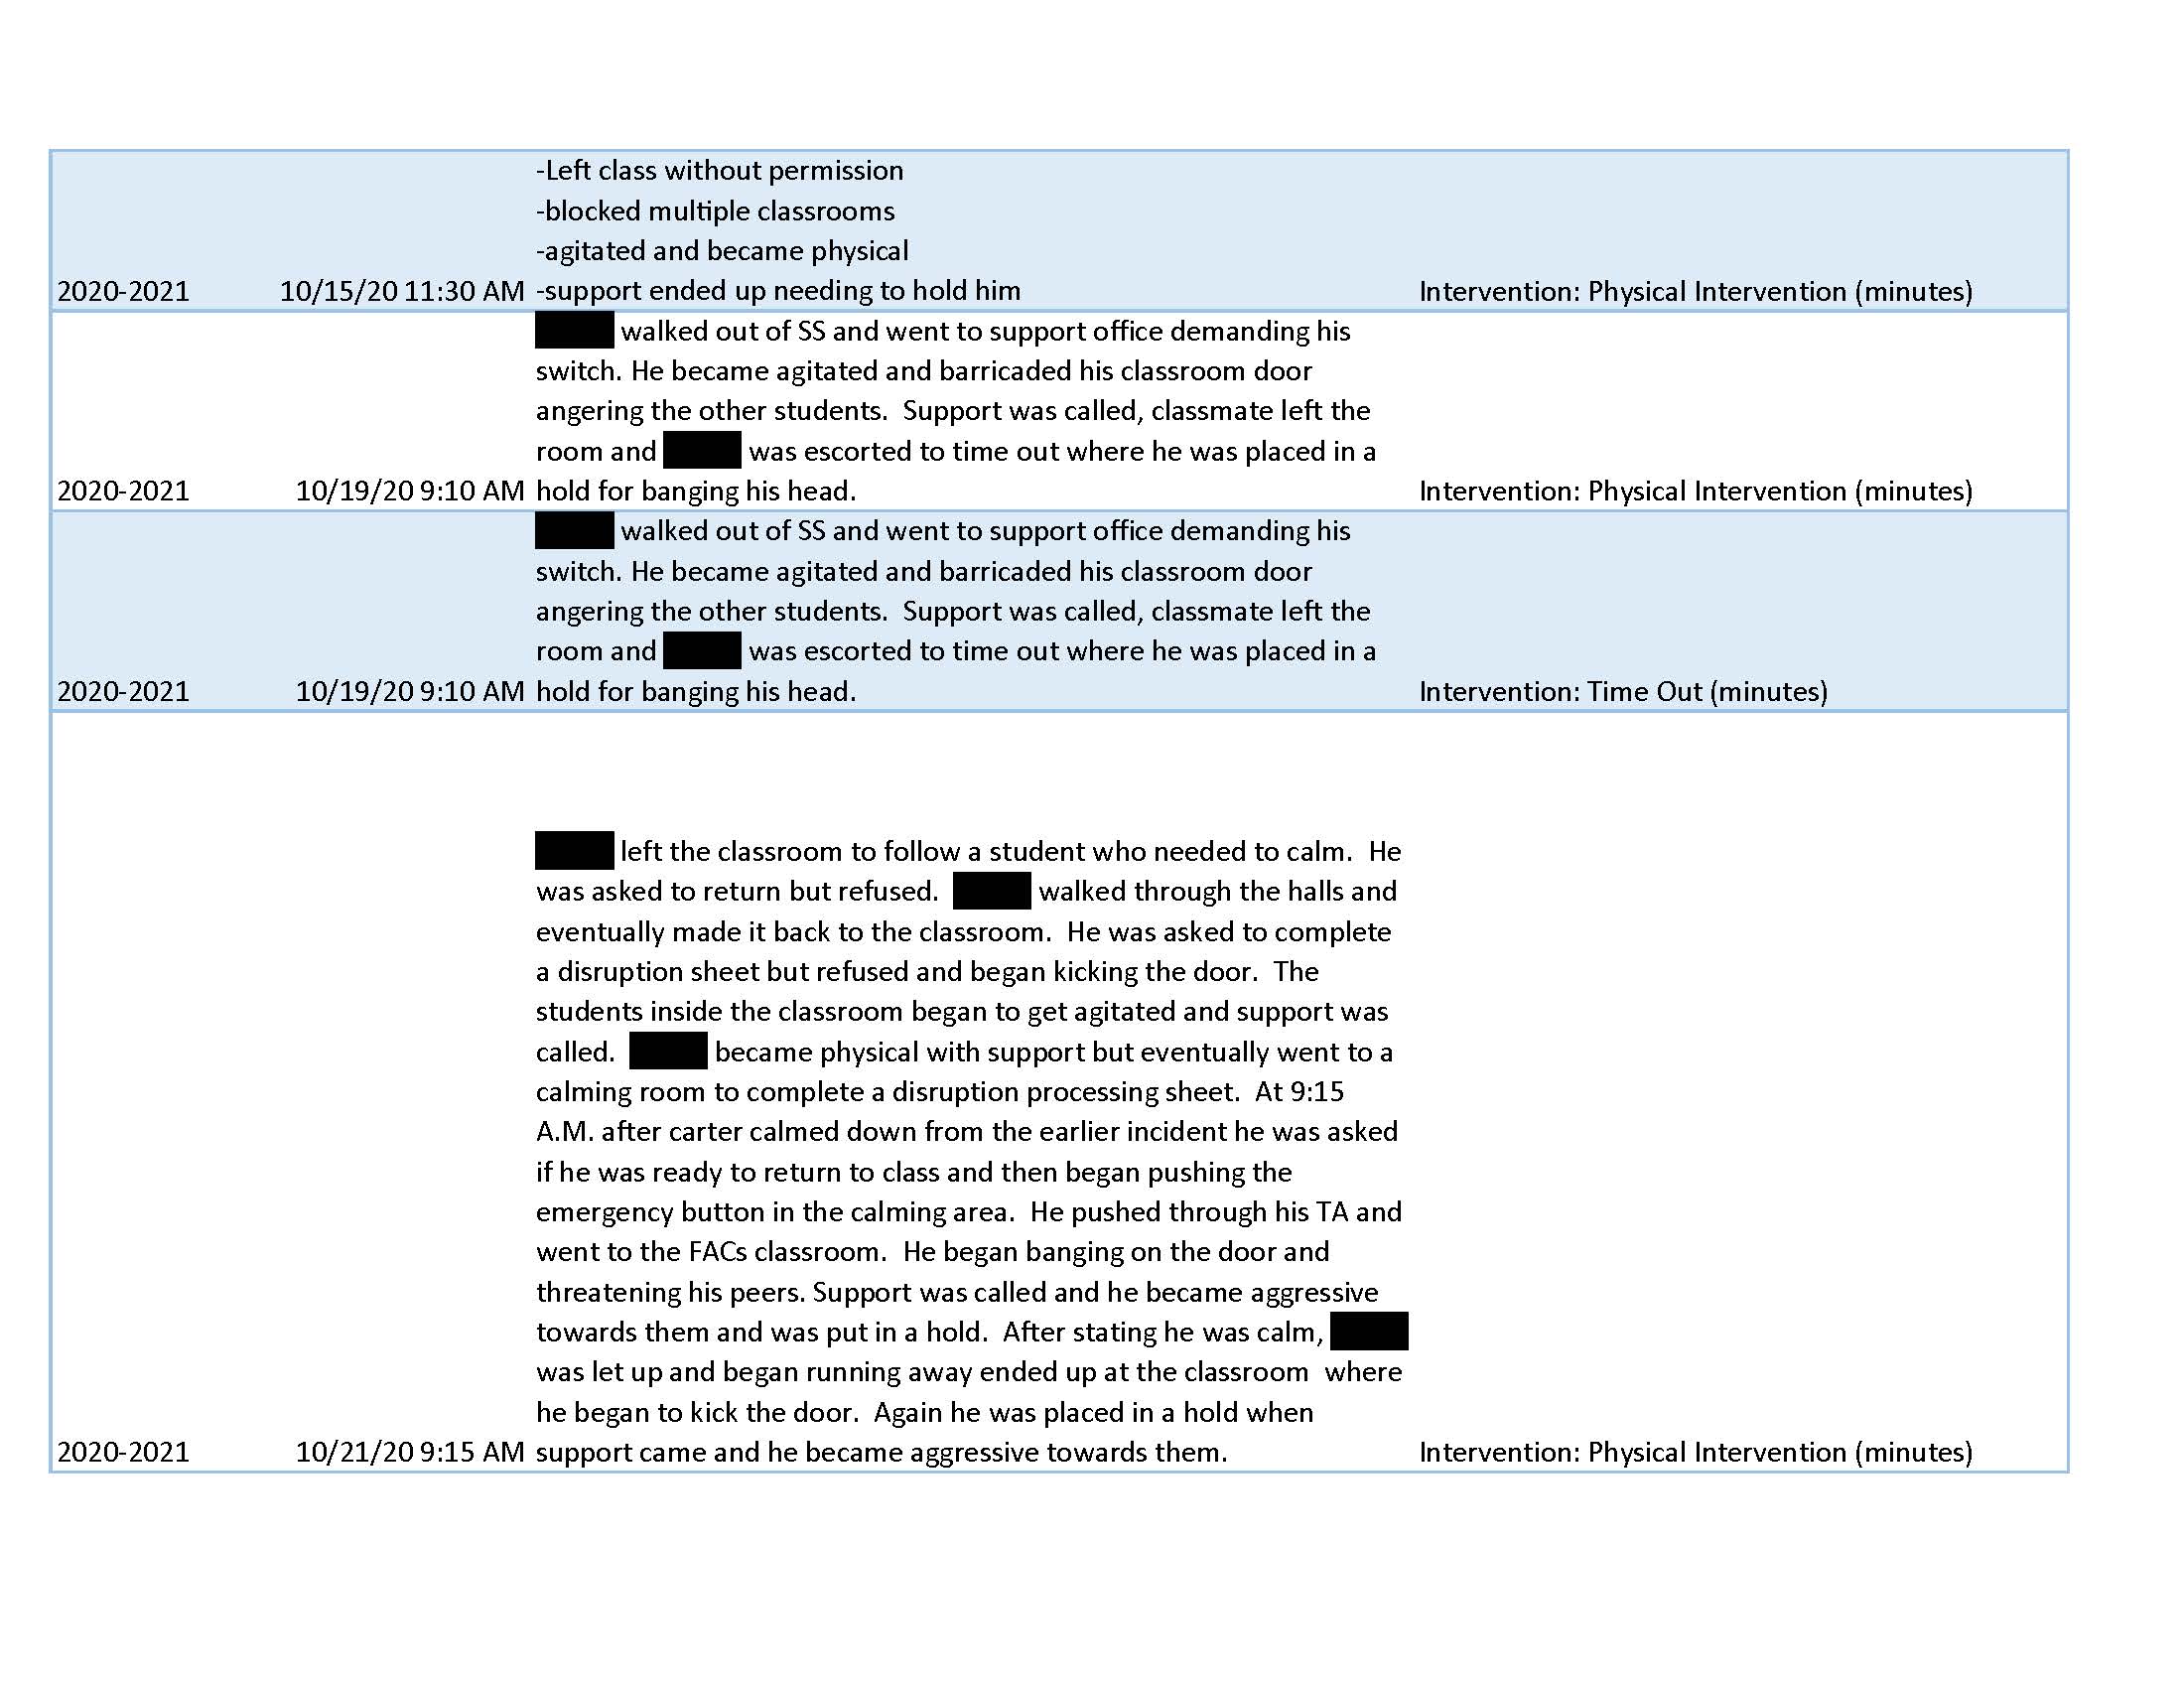 -Left class without permission
-blocked multiple classrooms
-agitated and became physical
2020-2021 10/15/20 11:30 AM -support ended up needing to hold him Intervention: Physical Intervention (minutes)
walked out of SS and went to support office demanding his
switch. He became agitated and barricaded his classroom door
angering the other students.  Support was called, classmate left the
room and was escorted to time out where he was placed in a
2020-2021 10/19/20 9:10 AM hold for banging his head. Intervention: Physical Intervention (minutes)
walked out of SS and went to support office demanding his
switch. He became agitated and barricaded his classroom door
angering the other students.  Support was called, classmate left the
room and was escorted to time out where he was placed in a
2020-2021 10/19/20 9:10 AM hold for banging his head. Intervention: Time Out (minutes)
left the classroom to follow a student who needed to calm.  He
was asked to return but refused. walked through the halls and
eventually made it back to the classroom.  He was asked to complete
a disruption sheet but refused and began kicking the door.  The
students inside the classroom began to get agitated and support was
called. became physical with support but eventually went to a
calming room to complete a disruption processing sheet.  At 9:15
A.M. after carter calmed down from the earlier incident he was asked
if he was ready to return to class and then began pushing the
emergency button in the calming area.  He pushed through his TA and
went to the FACs classroom.  He began banging on the door and
threatening his peers. Support was called and he became aggressive
towards them and was put in a hold.  After stating he was calm,
was let up and began running away ended up at the classroom  where
he began to kick the door.  Again he was placed in a hold when
2020-2021 10/21/20 9:15 AM support came and he became aggressive towards them. Intervention: Physical Intervention (minutes)